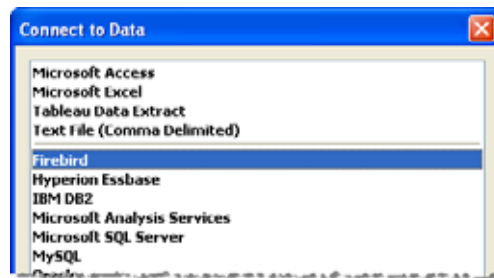 Connect to Data
Microsoft Access
Microsoft Excel
Tableau Data Extract
Text File (Comma Delimited)
Firebird
Hyperion Essbase
IBM DB2
Microsoft Analysis Services
Microsoft SQL Server
MySQL